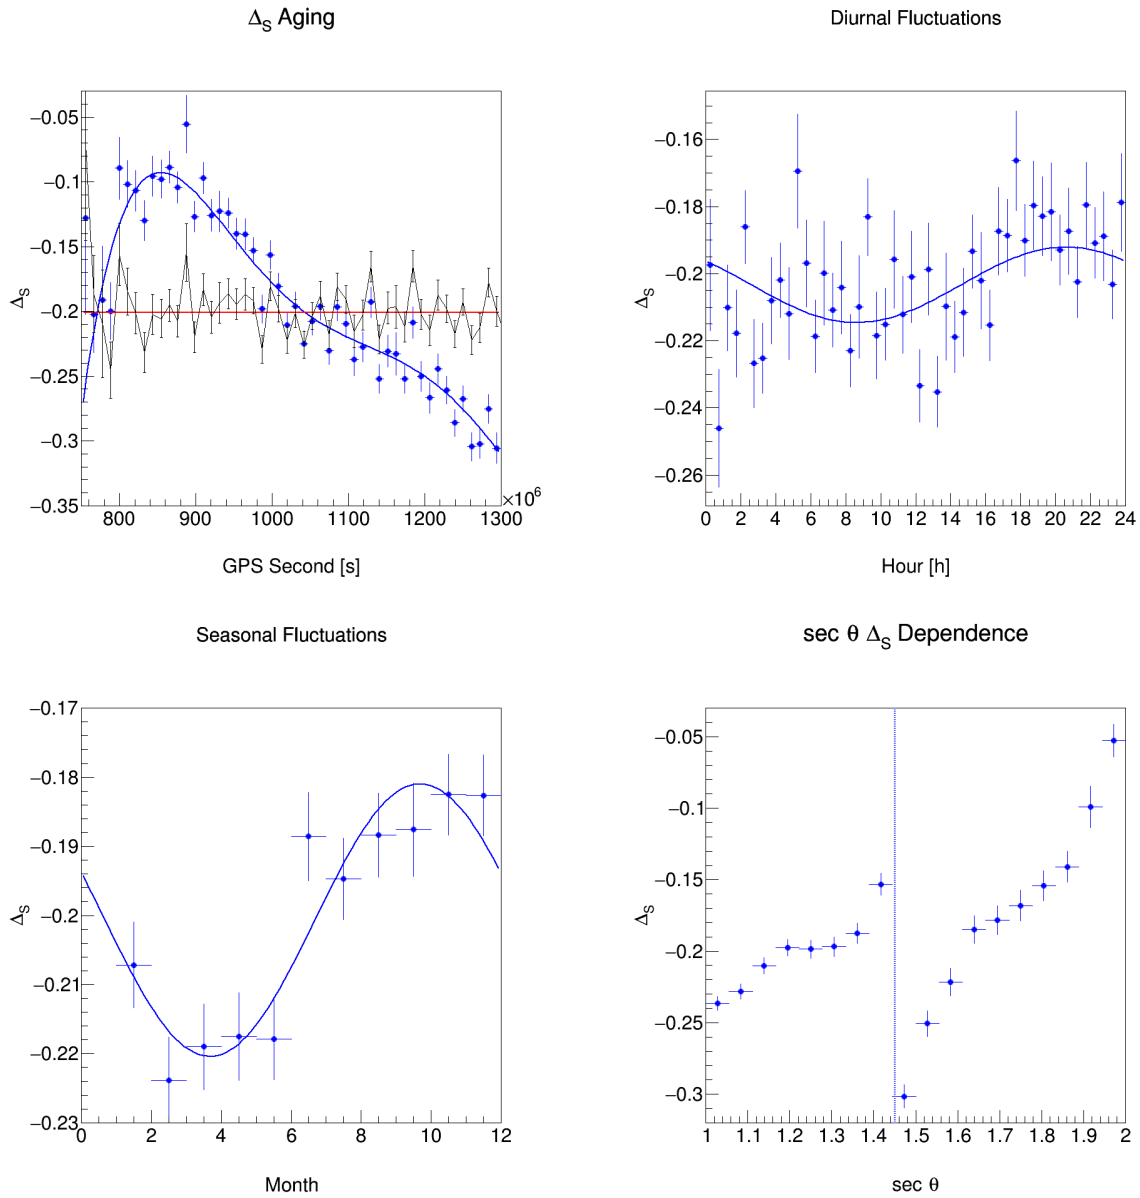 Δ_S Aging
−0.05
−0.1
−0.15
−0.2
−0.25
−0.3
−0.35
Δ_S
800 900 1000 1100 1200 1300
×10^6
GPS Second [s]
Diurnal Fluctuations
−0.16
−0.18
−0.2
−0.22
−0.24
−0.26
Δ_S
0 2 4 6 8 10 12 14 16 18 20 22 24
Hour [h]
Seasonal Fluctuations
−0.17
−0.18
−0.19
−0.2
−0.21
−0.22
−0.23
Δ_S
0 2 4 6 8 10 12
Month
sec θ Δ_S Dependence
−0.05
−0.1
−0.15
−0.2
−0.25
−0.3
Δ_S
1 1.1 1.2 1.3 1.4 1.5 1.6 1.7 1.8 1.9 2
sec θ